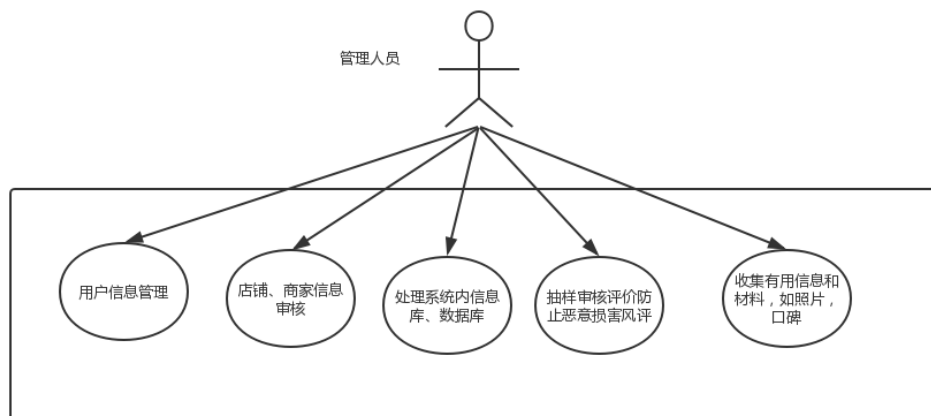 管理人员
用户信息管理
店铺、商家信息
审核
处理系统内信息
库、数据库
抽样审核评价防
止恶意损害风评
收集有用信息和
材料，如照片，
口碑